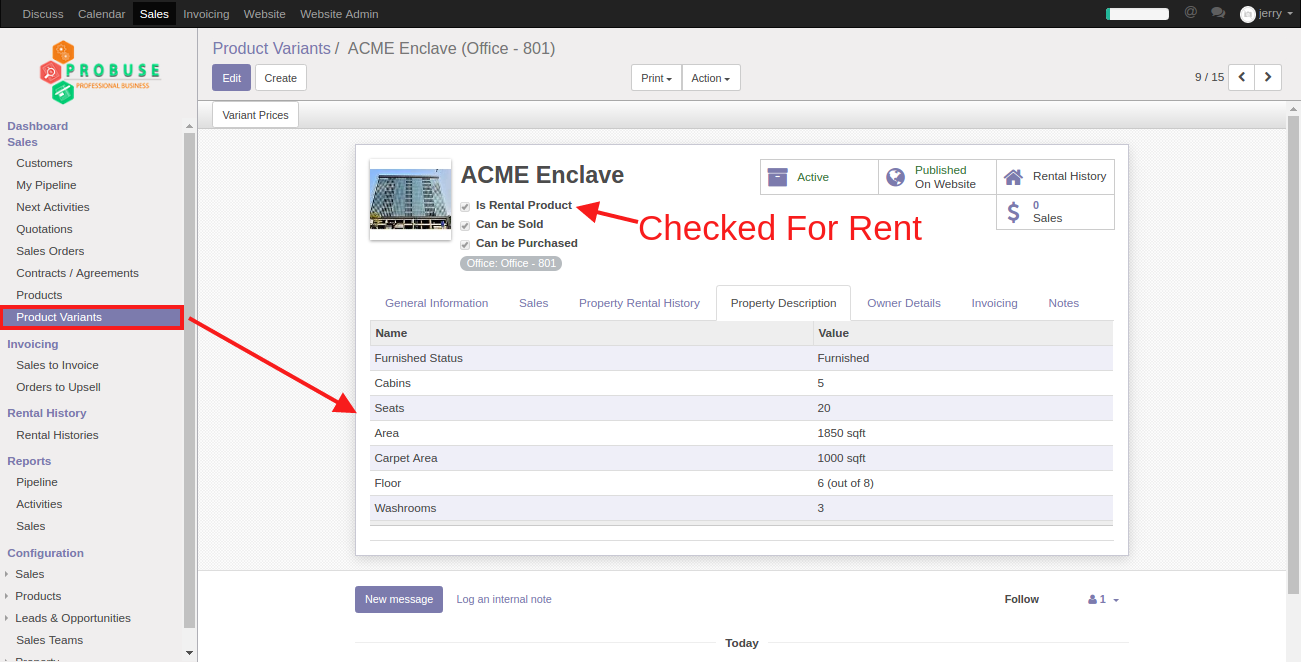 Discuss Calendar Sales Invoicing Website Website Admin
@ jerry
PROBUSE
PROFESSIONAL BUSINESS
Dashboard
Sales
Customers
My Pipeline
Next Activities
Quotations
Sales Orders
Contracts / Agreements
Products
Product Variants
Invoicing
Sales to Invoice
Orders to Upsell
Rental History
Rental Histories
Reports
Pipeline
Activities
Sales
Configuration
Sales
Products
Leads & Opportunities
Sales Teams
Property
Product Variants / ACME Enclave (Office - 801)
Edit Create
Print Action
9 / 15
Variant Prices
ACME Enclave
Is Rental Product
Can be Sold
Can be Purchased
Office: Office - 801
Checked For Rent
Active
Published
On Website
Rental History
$ 0
Sales
General Information Sales Property Rental History Property Description Owner Details Invoicing Notes
Name Value
Furnished Status Furnished
Cabins 5
Seats 20
Area 1850 sqft
Carpet Area 1000 sqft
Floor 6 (out of 8)
Washrooms 3
New message Log an internal note
Follow 1
Today